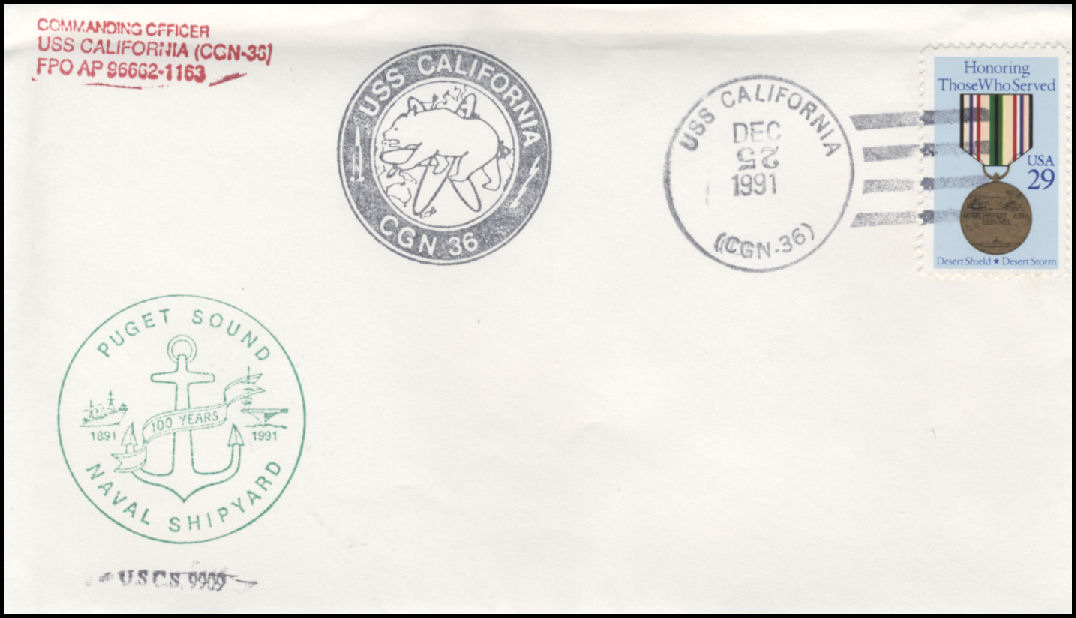 COMMANDING OFFICER
USS CALIFORNIA (CGN-36)
FPO AP 96662-1163
USS CALIFORNIA
CGN 36
USS CALIFORNIA
DEC
25
1991
(CGN-36)
Honoring
Those Who Served
USA
29
Desert Shield ★ Desert Storm
PUGET SOUND
100 YEARS
1891 1991
NAVAL SHIPYARD
U.S.C.S. 9909